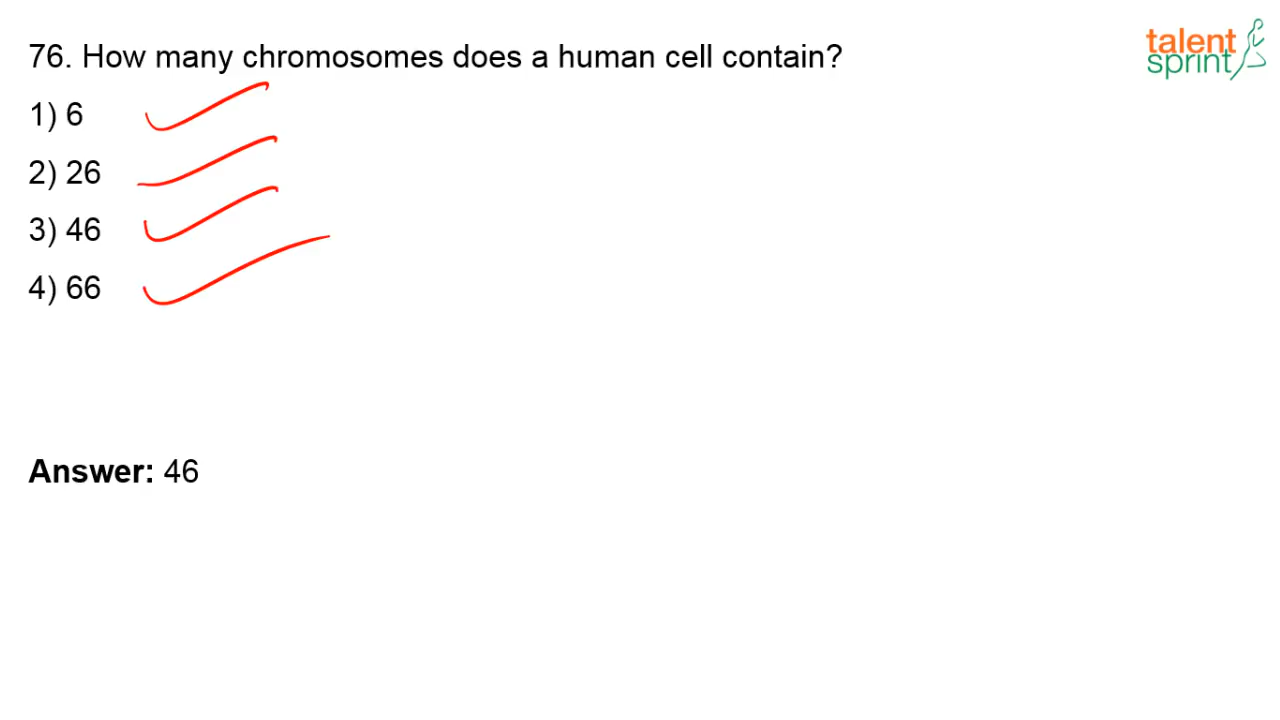 76. How many chromosomes does a human cell contain?
talent
sprint
1) 6
2) 26
3) 46
4) 66
Answer: 46